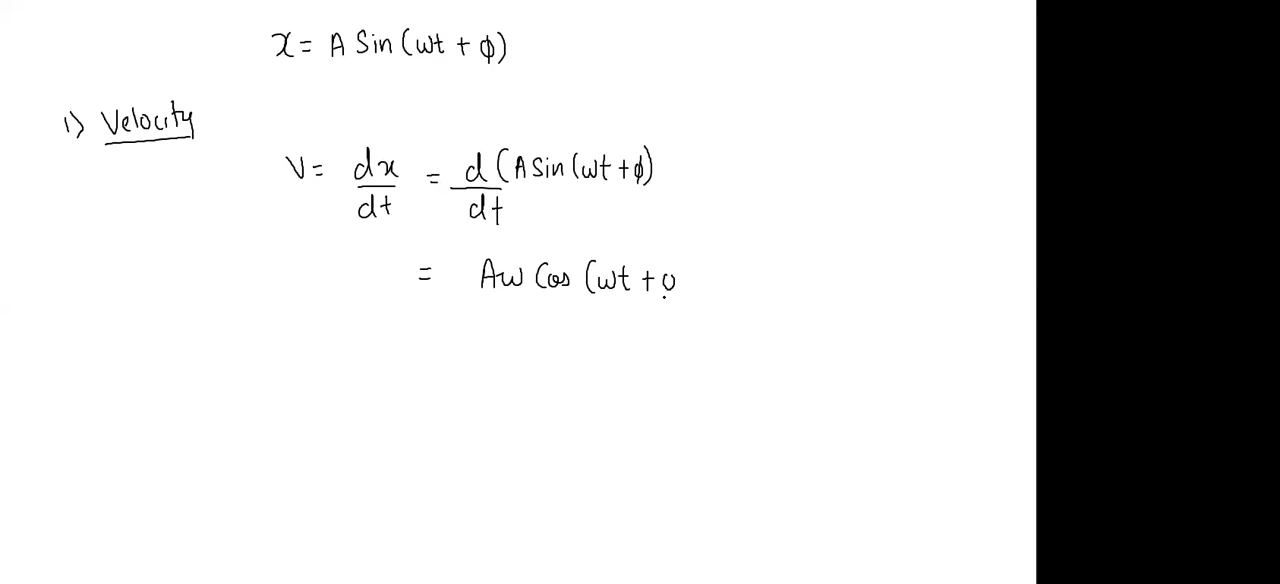 x = A Sin (ωt + ϕ)
1) Velocity
V = dx/dt = d/dt (A Sin (ωt + ϕ)
= Aω Cos (ωt +